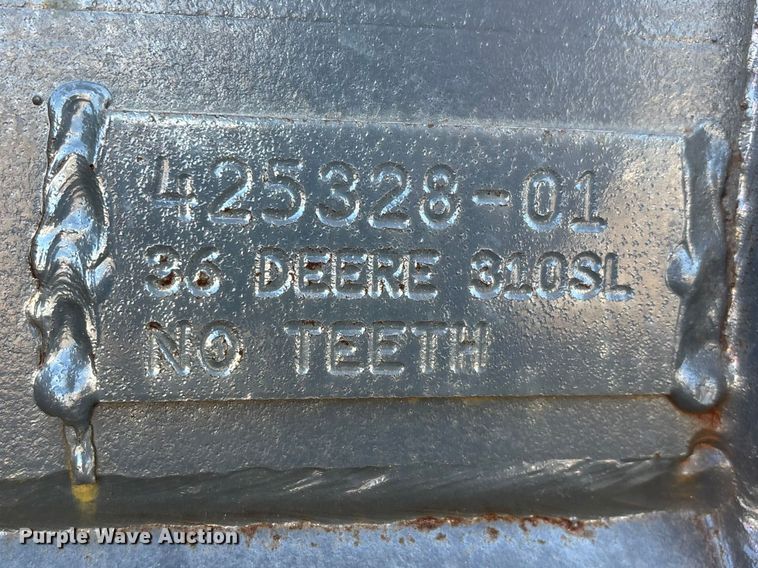 425328-01
36 DEERE 310SL
NO TEETH
Purple Wave Auction